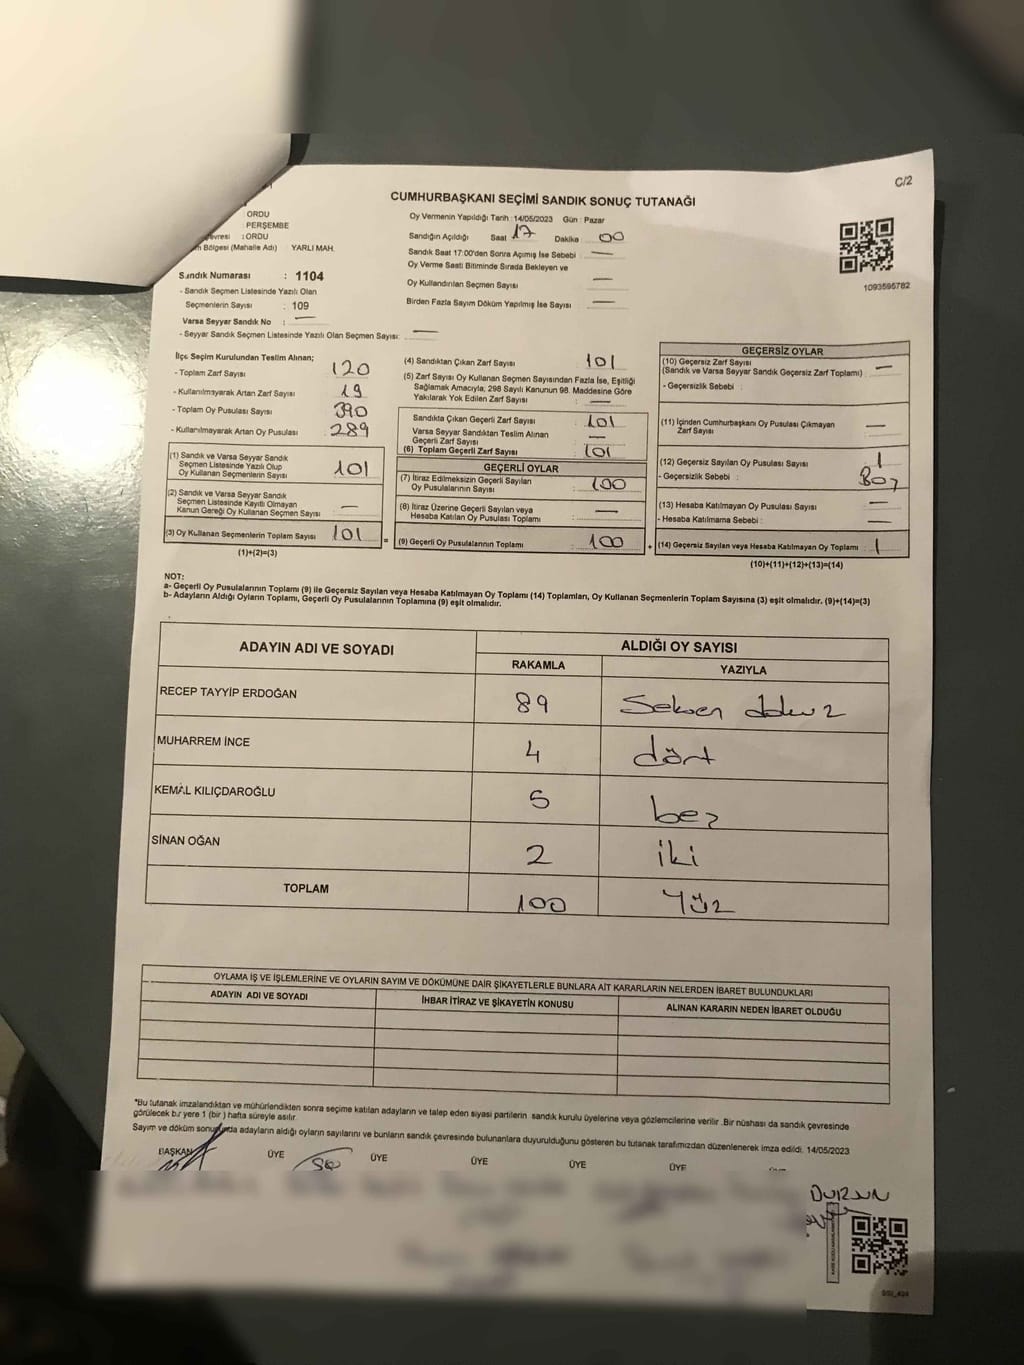 C/2
CUMHURBAŞKANI SEÇİMİ SANDIK SONUÇ TUTANAĞI
ORDU
: PERŞEMBE
: ORDU
Bölgesi (Mahalle Adı) : YARLI MAH.
Sandık Numarası : 1104
- Sandık Seçmen Listesinde Yazılı Olan
Seçmenlerin Sayısı : 109
Varsa Seyyar Sandık No : —
- Seyyar Sandık Seçmen Listesinde Yazılı Olan Seçmen Sayısı: —
Oy Vermenin Yapıldığı Tarih : 14/05/2023 Gün : Pazar
Sandığın Açıldığı Saat 17 Dakika 00
Sandık Saat 17:00'den Sonra Açımış İse Sebebi : —
Oy Verme Saati Bitiminde Sırada Bekleyen ve
Oy Kullandırılan Seçmen Sayısı : —
Birden Fazla Sayım Döküm Yapılmış İse Sayısı : —
1093595782
İlçe Seçim Kurulundan Teslim Alınan;
- Toplam Zarf Sayısı : 120
- Kullanılmayarak Artan Zarf Sayısı : 19
- Toplam Oy Pusulası Sayısı : 390
- Kullanılmayarak Artan Oy Pusulası : 289
(1) Sandık ve Varsa Seyyar Sandık
Seçmen Listesinde Yazılı Olup
Oy Kullanan Seçmenlerin Sayısı : 101
(2) Sandık ve Varsa Seyyar Sandık
Seçmen Listesinde Kayıtlı Olmayan
Kanun Gereği Oy Kullanan Seçmen Sayısı : —
(3) Oy Kullanan Seçmenlerin Toplam Sayısı : 101
(1)+(2)=(3)
(4) Sandıktan Çıkan Zarf Sayısı : 101
(5) Zarf Sayısı Oy Kullanan Seçmen Sayısından Fazla İse, Eşitliği
Sağlamak Amacıyla, 298 Sayılı Kanunun 98. Maddesine Göre
Yakılarak Yok Edilen Zarf Sayısı : —
Sandıkta Çıkan Geçerli Zarf Sayısı : 101
Varsa Seyyar Sandıktan Teslim Alınan
Geçerli Zarf Sayısı : —
(6) Toplam Geçerli Zarf Sayısı : 101
GEÇERLİ OYLAR
(7) İtiraz Edilmeksizin Geçerli Sayılan
Oy Pusulalarının Sayısı : 100
(8) İtiraz Üzerine Geçerli Sayılan veya
Hesaba Katılan Oy Pusulası Toplamı : —
= (9) Geçerli Oy Pusulalarının Toplamı : 100 +
GEÇERSİZ OYLAR
(10) Geçersiz Zarf Sayısı
(Sandık ve Varsa Seyyar Sandık Geçersiz Zarf Toplamı) : —
- Geçersizlik Sebebi :
(11) İçinden Cumhurbaşkanı Oy Pusulası Çıkmayan
Zarf Sayısı : —
(12) Geçersiz Sayılan Oy Pusulası Sayısı : 1
- Geçersizlik Sebebi : Boş
(13) Hesaba Katılmayan Oy Pusulası Sayısı : —
- Hesaba Katılmama Sebebi : —
(14) Geçersiz Sayılan veya Hesaba Katılmayan Oy Toplamı : 1
(10)+(11)+(12)+(13)=(14)
NOT:
a- Geçerli Oy Pusulalarının Toplamı (9) ile Geçersiz Sayılan veya Hesaba Katılmayan Oy Toplamı (14) Toplamları, Oy Kullanan Seçmenlerin Toplam Sayısına (3) eşit olmalıdır. (9)+(14)=(3)
b- Adayların Aldığı Oyların Toplamı, Geçerli Oy Pusulalarının Toplamına (9) eşit olmalıdır.
ADAYIN ADI VE SOYADI ALDIĞI OY SAYISI
RAKAMLA YAZIYLA
RECEP TAYYİP ERDOĞAN 89 Seksen dokuz
MUHARREM İNCE 4 dört
KEMAL KILIÇDAROĞLU 5 beş
SİNAN OĞAN 2 iki
TOPLAM 100 Yüz
OYLAMA İŞ VE İŞLEMLERİNE VE OYLARIN SAYIM VE DÖKÜMÜNE DAİR ŞİKAYETLERLE BUNLARA AİT KARARLARIN NELERDEN İBARET BULUNDUKLARI
ADAYIN ADI VE SOYADI İHBAR İTİRAZ VE ŞİKAYETİN KONUSU ALINAN KARARIN NEDEN İBARET OLDUĞU
*Bu tutanak imzalandıktan ve mühürlendikten sonra seçime katılan adayların ve talep eden siyasi partilerin sandık kurulu üyelerine veya gözlemcilerine verilir .Bir nüshası da sandık çevresinde
görülecek bir yere 1 (bir ) hafta süreyle asılır.
Sayım ve döküm sonucunda adayların aldığı oyların sayılarını ve bunların sandık çevresinde bulunanlara duyurulduğunu gösteren bu tutanak tarafımızdan düzenlenerek imza edildi. 14/05/2023
BAŞKAN ÜYE ÜYE ÜYE ÜYE ÜYE
DURSUN